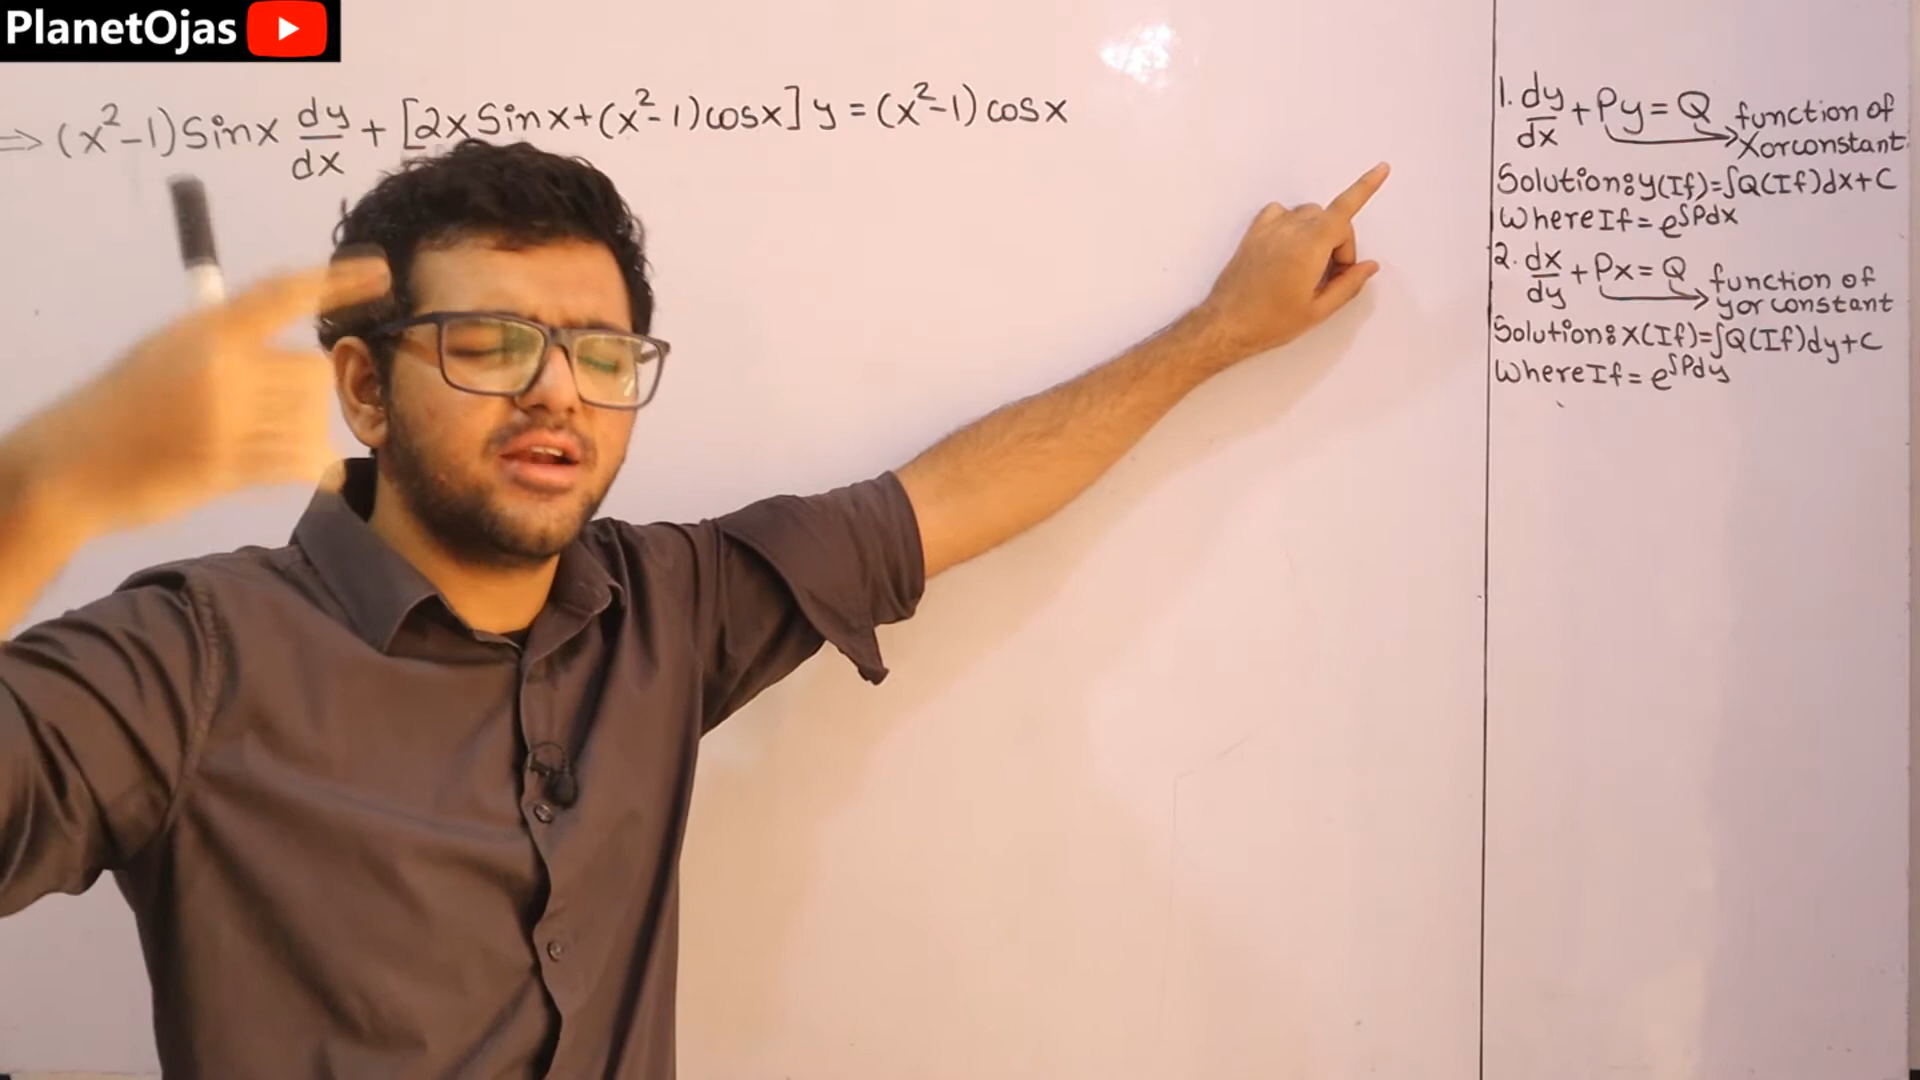 PlanetOjas
⇒ (x²-1) Sinx dy/dx + [2x Sinx + (x²-1) cosx] y = (x²-1) cosx
1. dy/dx + Py = Q function of
x or constant
Solution: y(If) = ∫Q(If)dx + C
Where If = e^∫Pdx
2. dx/dy + Px = Q function of
y or constant
Solution: x(If) = ∫Q(If)dy + C
Where If = e^∫Pdy